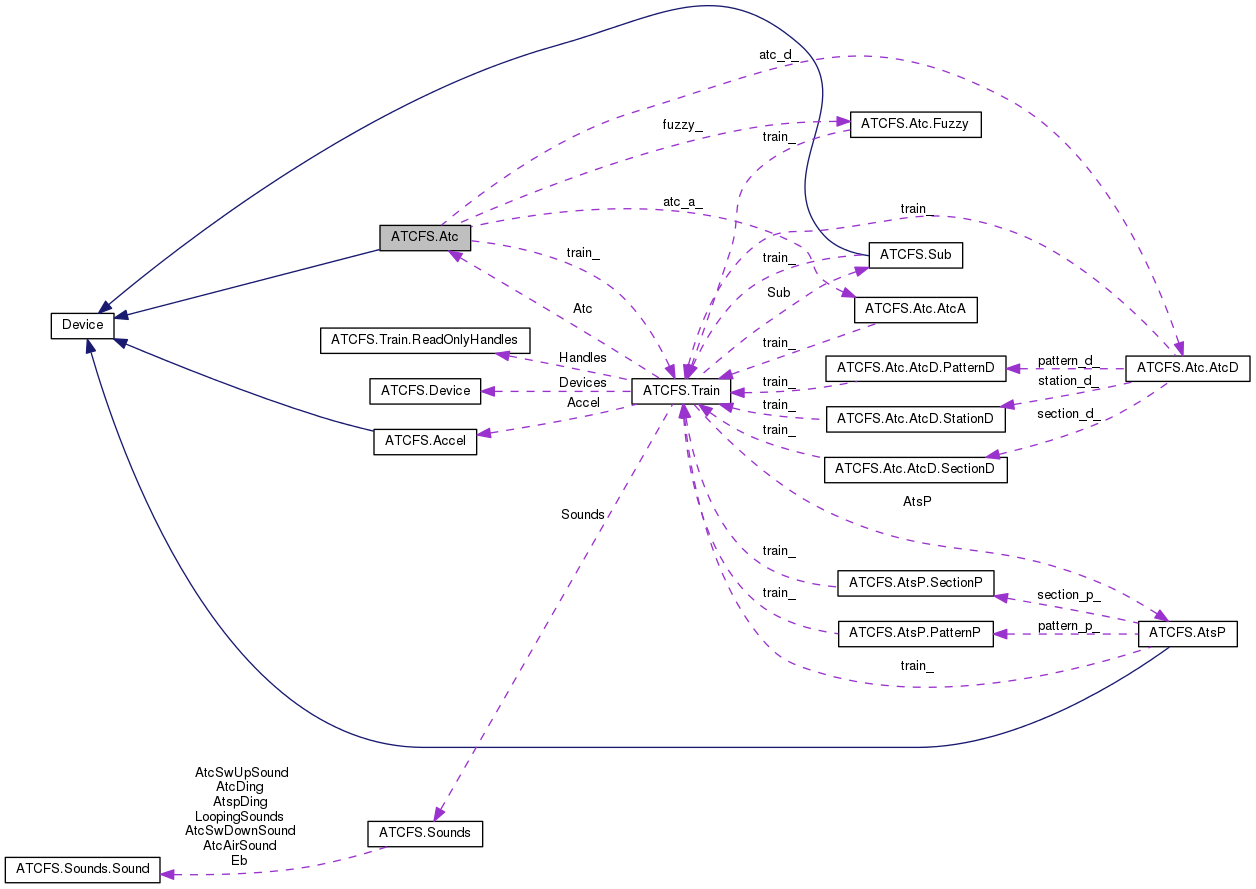 atc_d_
fuzzy_
ATCFS.Atc.Fuzzy
train_
atc_a_
train_
ATCFS.Atc
train_
train_
ATCFS.Sub
Sub
Atc
ATCFS.Atc.AtcA
Device
ATCFS.Train.ReadOnlyHandles
train_
Handles
pattern_d_
ATCFS.Atc.AtcD.PatternD
ATCFS.Atc.AtcD
train_
station_d_
Devices
ATCFS.Device
ATCFS.Train
Accel
train_
section_d_
ATCFS.Atc.AtcD.StationD
train_
ATCFS.Accel
ATCFS.Atc.AtcD.SectionD
AtsP
Sounds
train_
ATCFS.AtsP.SectionP
train_
section_p_
ATCFS.AtsP.PatternP
pattern_p_
ATCFS.AtsP
train_
AtcSwUpSound
AtcDing
AtspDing
LoopingSounds
AtcSwDownSound
AtcAirSound
Eb
ATCFS.Sounds
ATCFS.Sounds.Sound